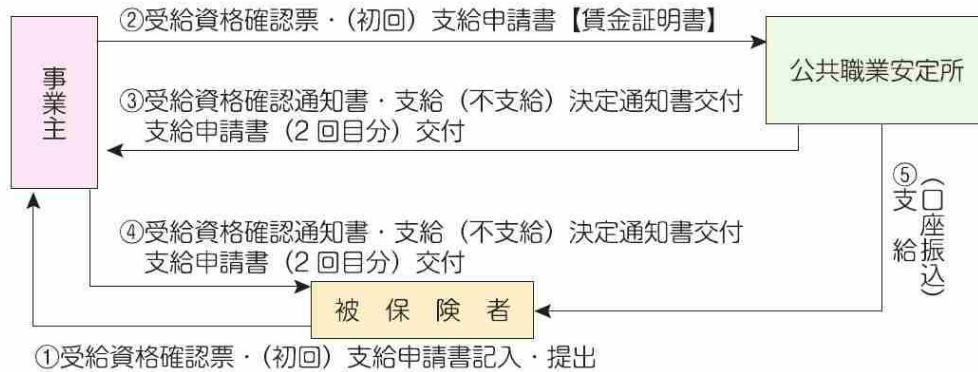 ②受給資格確認票・(初回)支給申請書【賃金証明書】
事業主
公共職業安定所
③受給資格確認通知書・支給(不支給)決定通知書交付
支給申請書(2回目分)交付
⑤支給
(口座振込)
④受給資格確認通知書・支給(不支給)決定通知書交付
支給申請書(2回目分)交付
被保険者
①受給資格確認票・(初回)支給申請書記入・提出